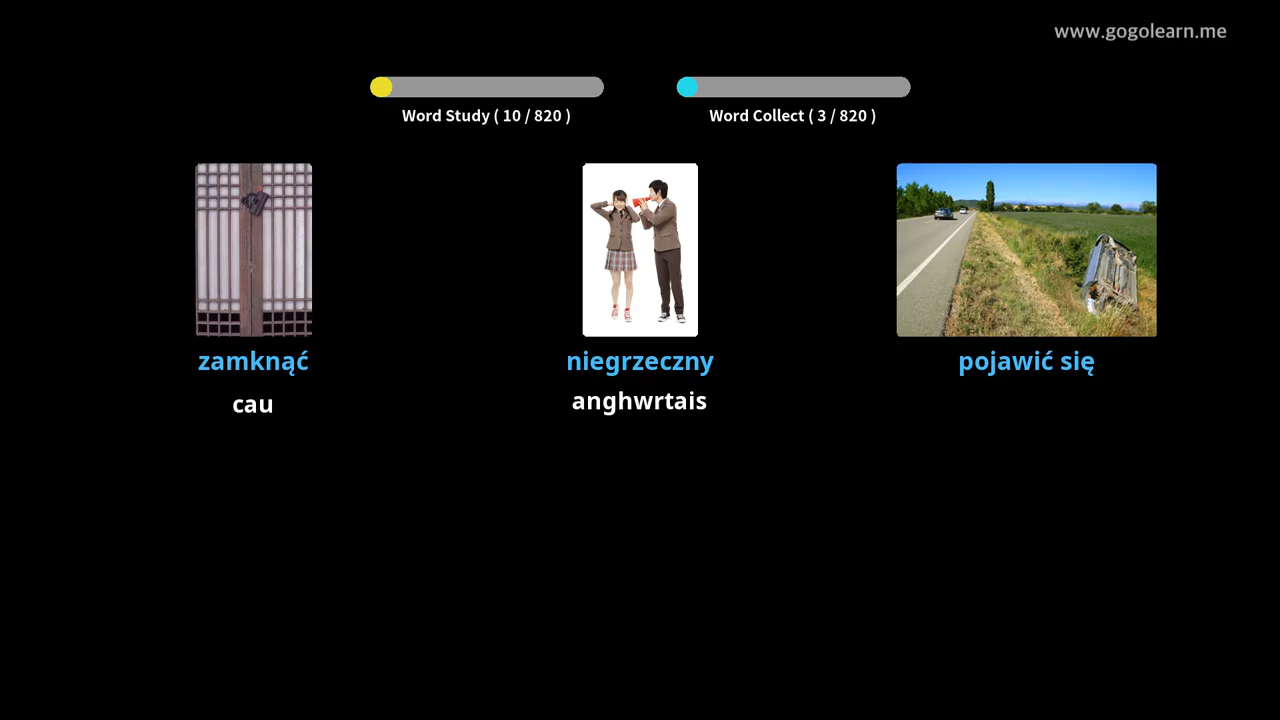 www.gogolearn.me
Word Study ( 10 / 820 )
Word Collect ( 3 / 820 )
zamknąć
niegrzeczny
pojawić się
cau
anghwrtais